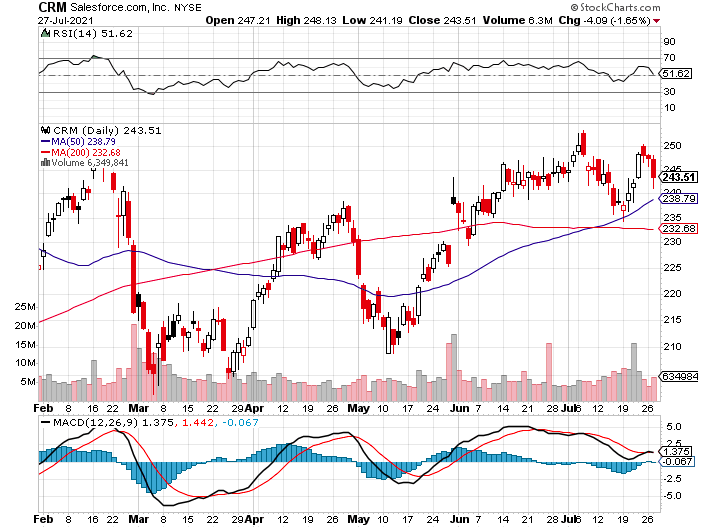 CRM Salesforce.com, Inc. NYSE © StockCharts.com
27-Jul-2021 Open 247.21 High 248.13 Low 241.19 Close 243.51 Volume 6.3M Chg -4.09 (-1.65%)
RSI(14) 51.62
90
70
51.62
30
10
CRM (Daily) 243.51
MA(50) 238.79
MA(200) 232.68
Volume 6,349,841
250
245
243.51
240
238.79
235
232.68
230
225
220
215
210
25M
20M
15M
10M
5M
634984
Feb 8 16 22 Mar 8 15 22 29 Apr 12 19 26 May 10 17 24 Jun 7 14 21 28 Jul 6 12 19 26
MACD(12,26,9) 1.375, 1.442, -0.067
5.0
2.5
1.375
-0.067
-2.5
-5.0
Feb 8 16 22 Mar 8 15 22 29 Apr 12 19 26 May 10 17 24 Jun 7 14 21 28 Jul 6 12 19 26